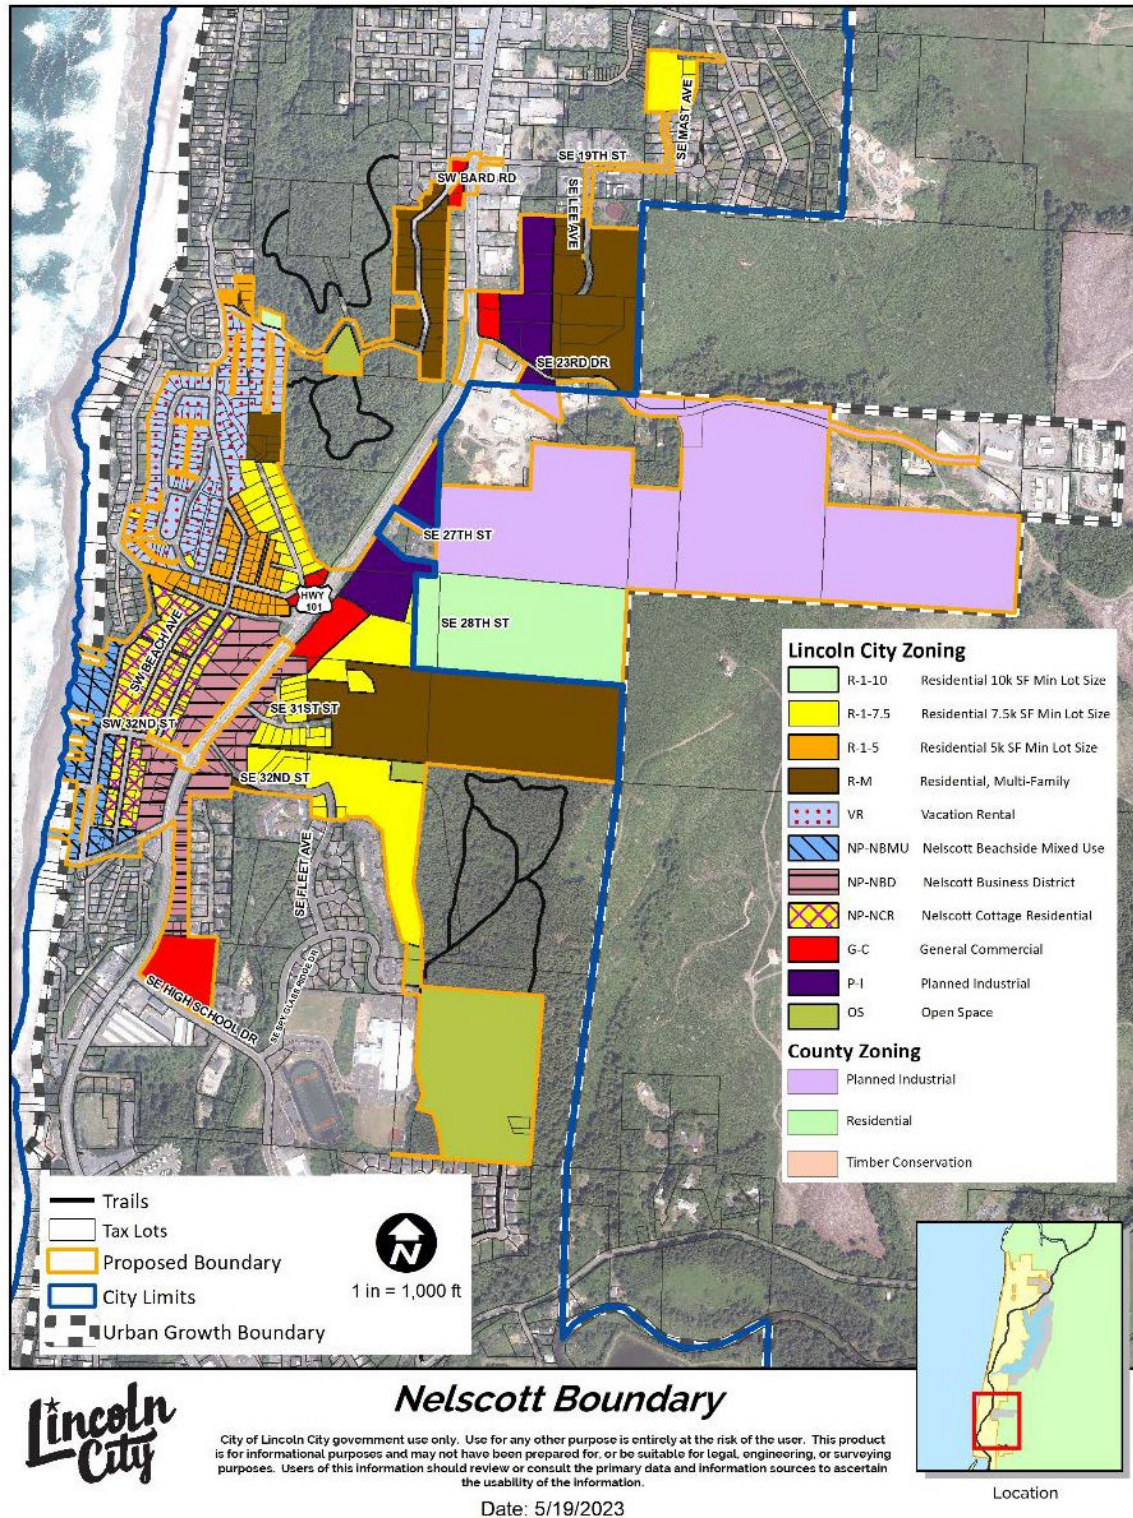 SE MAST AVE
SE 19TH ST
SW BARD RD
SE LEE AVE
SE 23RD DR
SE 27TH ST
HWY
101
SE 28TH ST
SW BEACH AVE
SE 31ST ST
SW 32ND ST
SE 32ND ST
SE FLEET AVE
SE SPY GLASS RIDGE DR
SE HIGH SCHOOL DR
Lincoln City Zoning
R-1-10 Residential 10k SF Min Lot Size
R-1-7.5 Residential 7.5k SF Min Lot Size
R-1-5 Residential 5k SF Min Lot Size
R-M Residential, Multi-Family
VR Vacation Rental
NP-NBMU Nelscott Beachside Mixed Use
NP-NBD Nelscott Business District
NP-NCR Nelscott Cottage Residential
G-C General Commercial
P-I Planned Industrial
OS Open Space
County Zoning
Planned Industrial
Residential
Timber Conservation
Trails
Tax Lots
Proposed Boundary
City Limits
Urban Growth Boundary
N
1 in = 1,000 ft
Lincoln
City
Nelscott Boundary
City of Lincoln City government use only. Use for any other purpose is entirely at the risk of the user. This product
is for informational purposes and may not have been prepared for, or be suitable for legal, engineering, or surveying
purposes. Users of this information should review or consult the primary data and information sources to ascertain
the usability of the information.
Date: 5/19/2023
Location